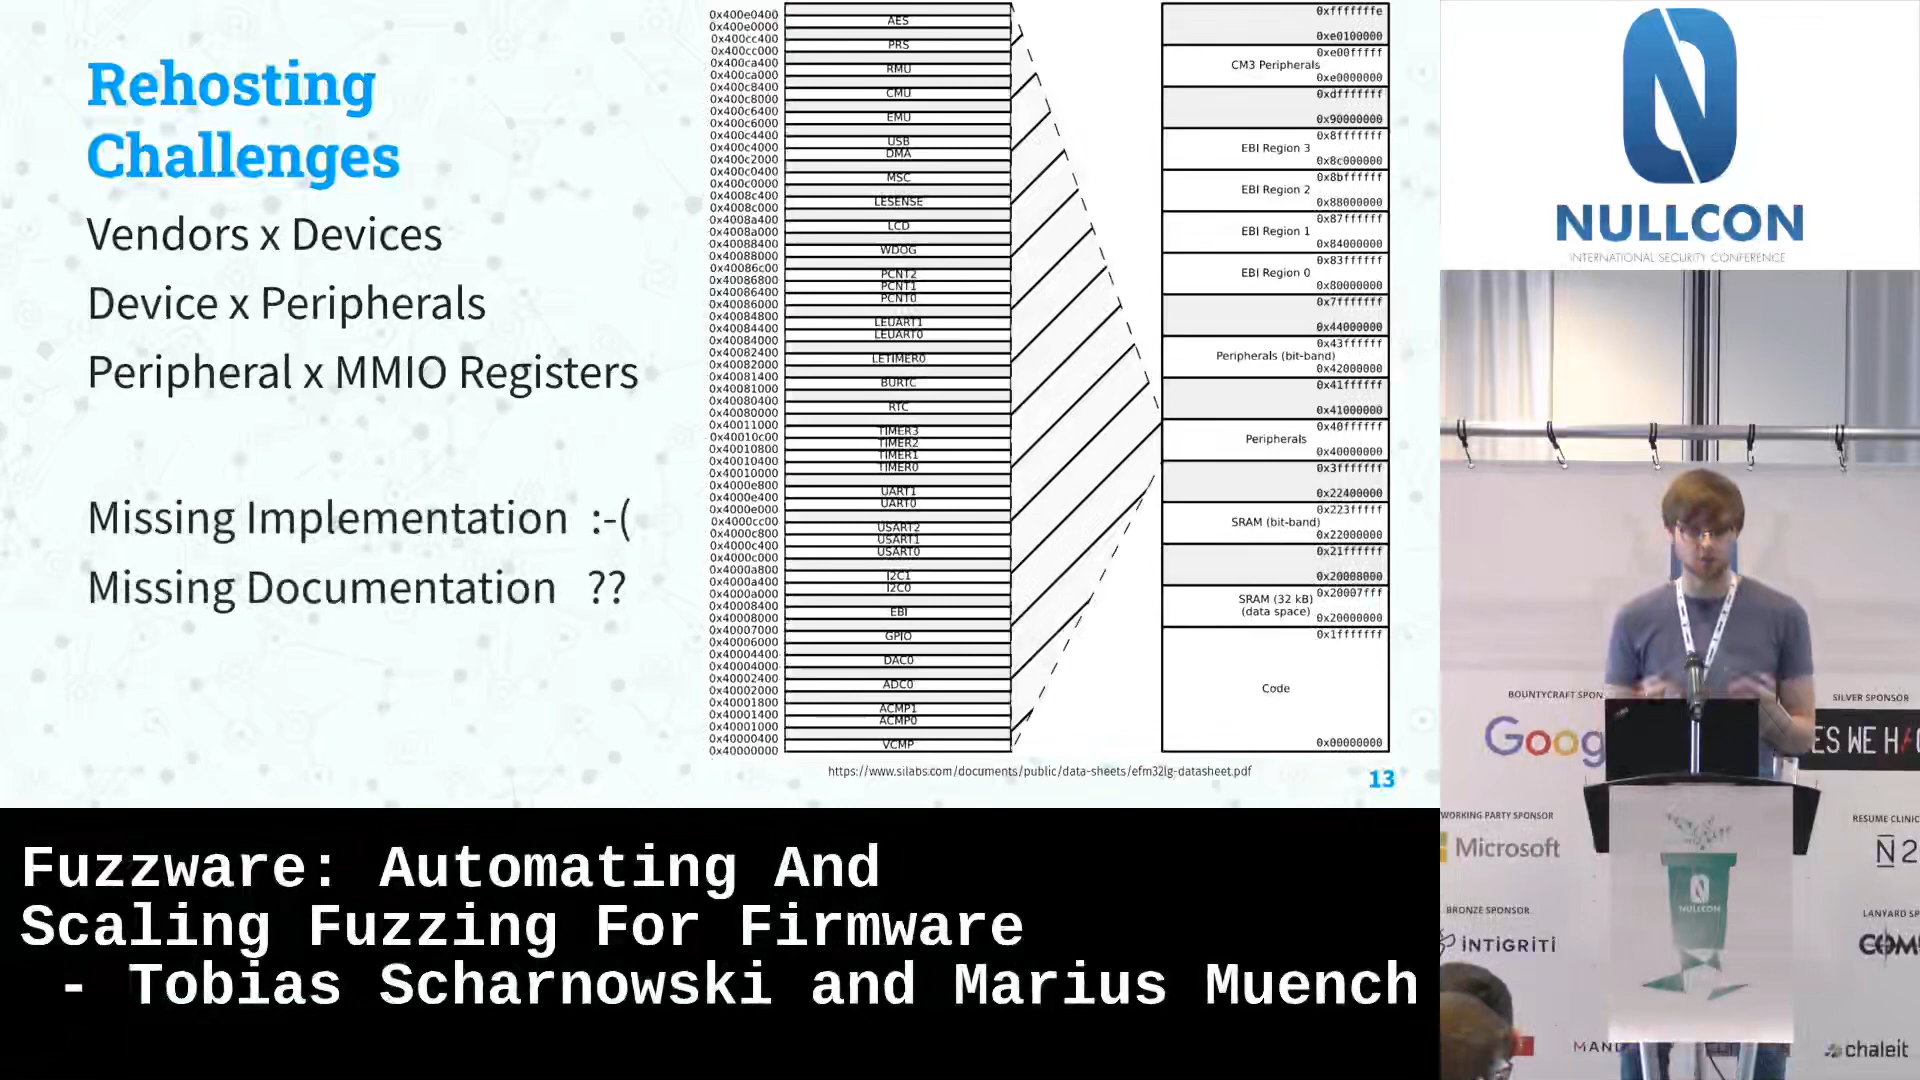 Rehosting
Challenges
Vendors x Devices
Device x Peripherals
Peripheral x MMIO Registers
Missing Implementation :-(
Missing Documentation ??
0x400e0400
0x400e0000
0x400cc400
0x400cc000
0x400ca400
0x400ca000
0x400c8400
0x400c8000
0x400c6400
0x400c6000
0x400c4400
0x400c4000
0x400c2000
0x400c0400
0x400c0000
0x4008c400
0x4008c000
0x4008a400
0x4008a000
0x40088400
0x40088000
0x40086c00
0x40086800
0x40086400
0x40086000
0x40084800
0x40084400
0x40084000
0x40082400
0x40082000
0x40081400
0x40081000
0x40080400
0x40080000
0x40011000
0x40010c00
0x40010800
0x40010400
0x40010000
0x4000e800
0x4000e400
0x4000e000
0x4000cc00
0x4000c800
0x4000c400
0x4000c000
0x4000a800
0x4000a400
0x4000a000
0x40008400
0x40008000
0x40007000
0x40006000
0x40004400
0x40004000
0x40002400
0x40002000
0x40001800
0x40001400
0x40001000
0x40000400
0x40000000
AES
PRS
RMU
CMU
EMU
USB
DMA
MSC
LESENSE
LCD
WDOG
PCNT2
PCNT1
PCNT0
LEUART1
LEUART0
LETIMER0
BURTC
RTC
TIMER3
TIMER2
TIMER1
TIMER0
UART1
UART0
USART2
USART1
USART0
I2C1
I2C0
EBI
GPIO
DAC0
ADC0
ACMP1
ACMP0
VCMP
0xfffffffe
0xe0100000
0xe00fffff
CM3 Peripherals
0xe0000000
0xdfffffff
0x90000000
0x8fffffff
EBI Region 3
0x8c000000
0x8bffffff
EBI Region 2
0x88000000
0x87ffffff
EBI Region 1
0x84000000
0x83ffffff
EBI Region 0
0x80000000
0x7fffffff
0x44000000
0x43ffffff
Peripherals (bit-band)
0x42000000
0x41ffffff
0x41000000
0x40ffffff
Peripherals
0x40000000
0x3fffffff
0x22400000
0x223fffff
SRAM (bit-band)
0x22000000
0x21ffffff
0x20008000
0x20007fff
SRAM (32 kB)
(data space)
0x20000000
0x1fffffff
Code
0x00000000
https://www.silabs.com/documents/public/data-sheets/efm32lg-datasheet.pdf
13
NULLCON
INTERNATIONAL SECURITY CONFERENCE
BOUNTYCRAFT SPON
SILVER SPONSOR
Goog
ES WE H
WORKING PARTY SPONSOR
RESUME CLINIC
Microsoft
N2
NULLCON
BRONZE SPONSOR
LANYARD SP
INTIGRITI
COM
MAND
chaleit
Fuzzware: Automating And
Scaling Fuzzing For Firmware
- Tobias Scharnowski and Marius Muench